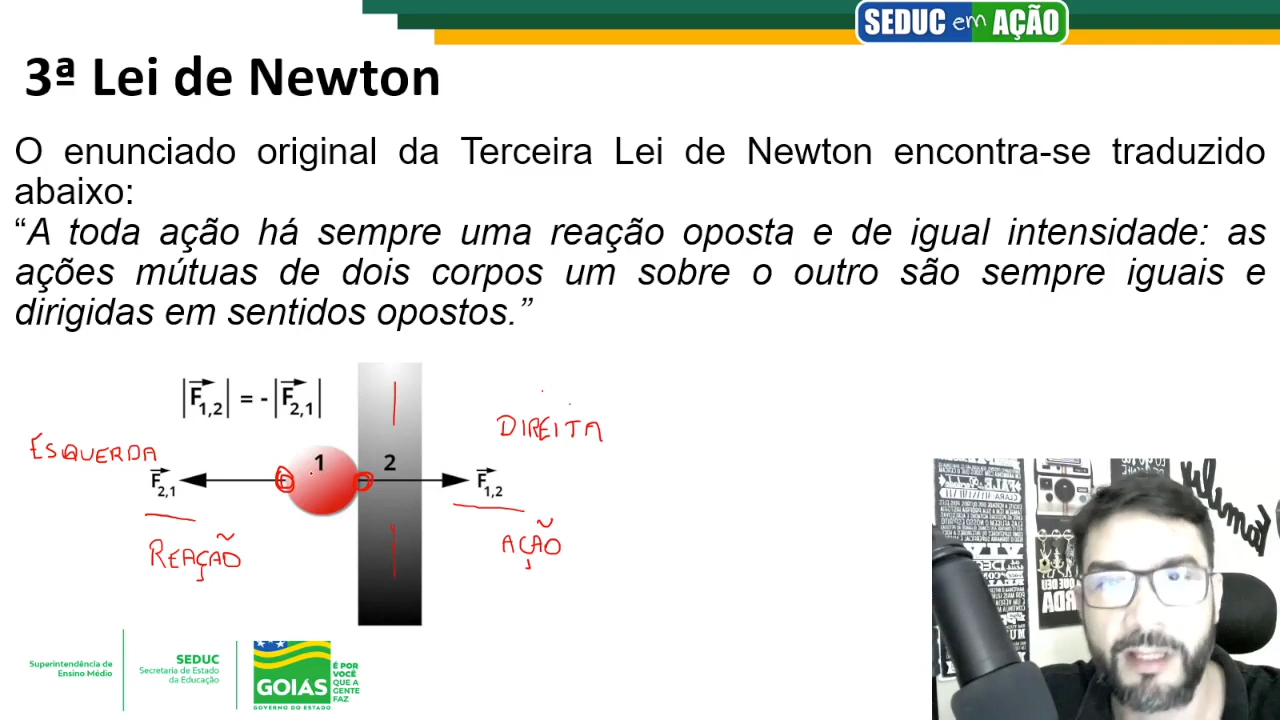 SEDUC em AÇÃO
3ª Lei de Newton
O enunciado original da Terceira Lei de Newton encontra-se traduzido
abaixo:
“A toda ação há sempre uma reação oposta e de igual intensidade: as
ações mútuas de dois corpos um sobre o outro são sempre iguais e
dirigidas em sentidos opostos.”
|F1,2| = - |F2,1|
DIREITA
ESQUERDA
1
2
F2,1
F1,2
REAÇÃO
AÇÃO
Superintendência de
Ensino Médio
SEDUC
Secretaria de Estado
da Educação
GOIÁS
GOVERNO DO ESTADO
É POR
VOCÊ
QUE A
GENTE
FAZ